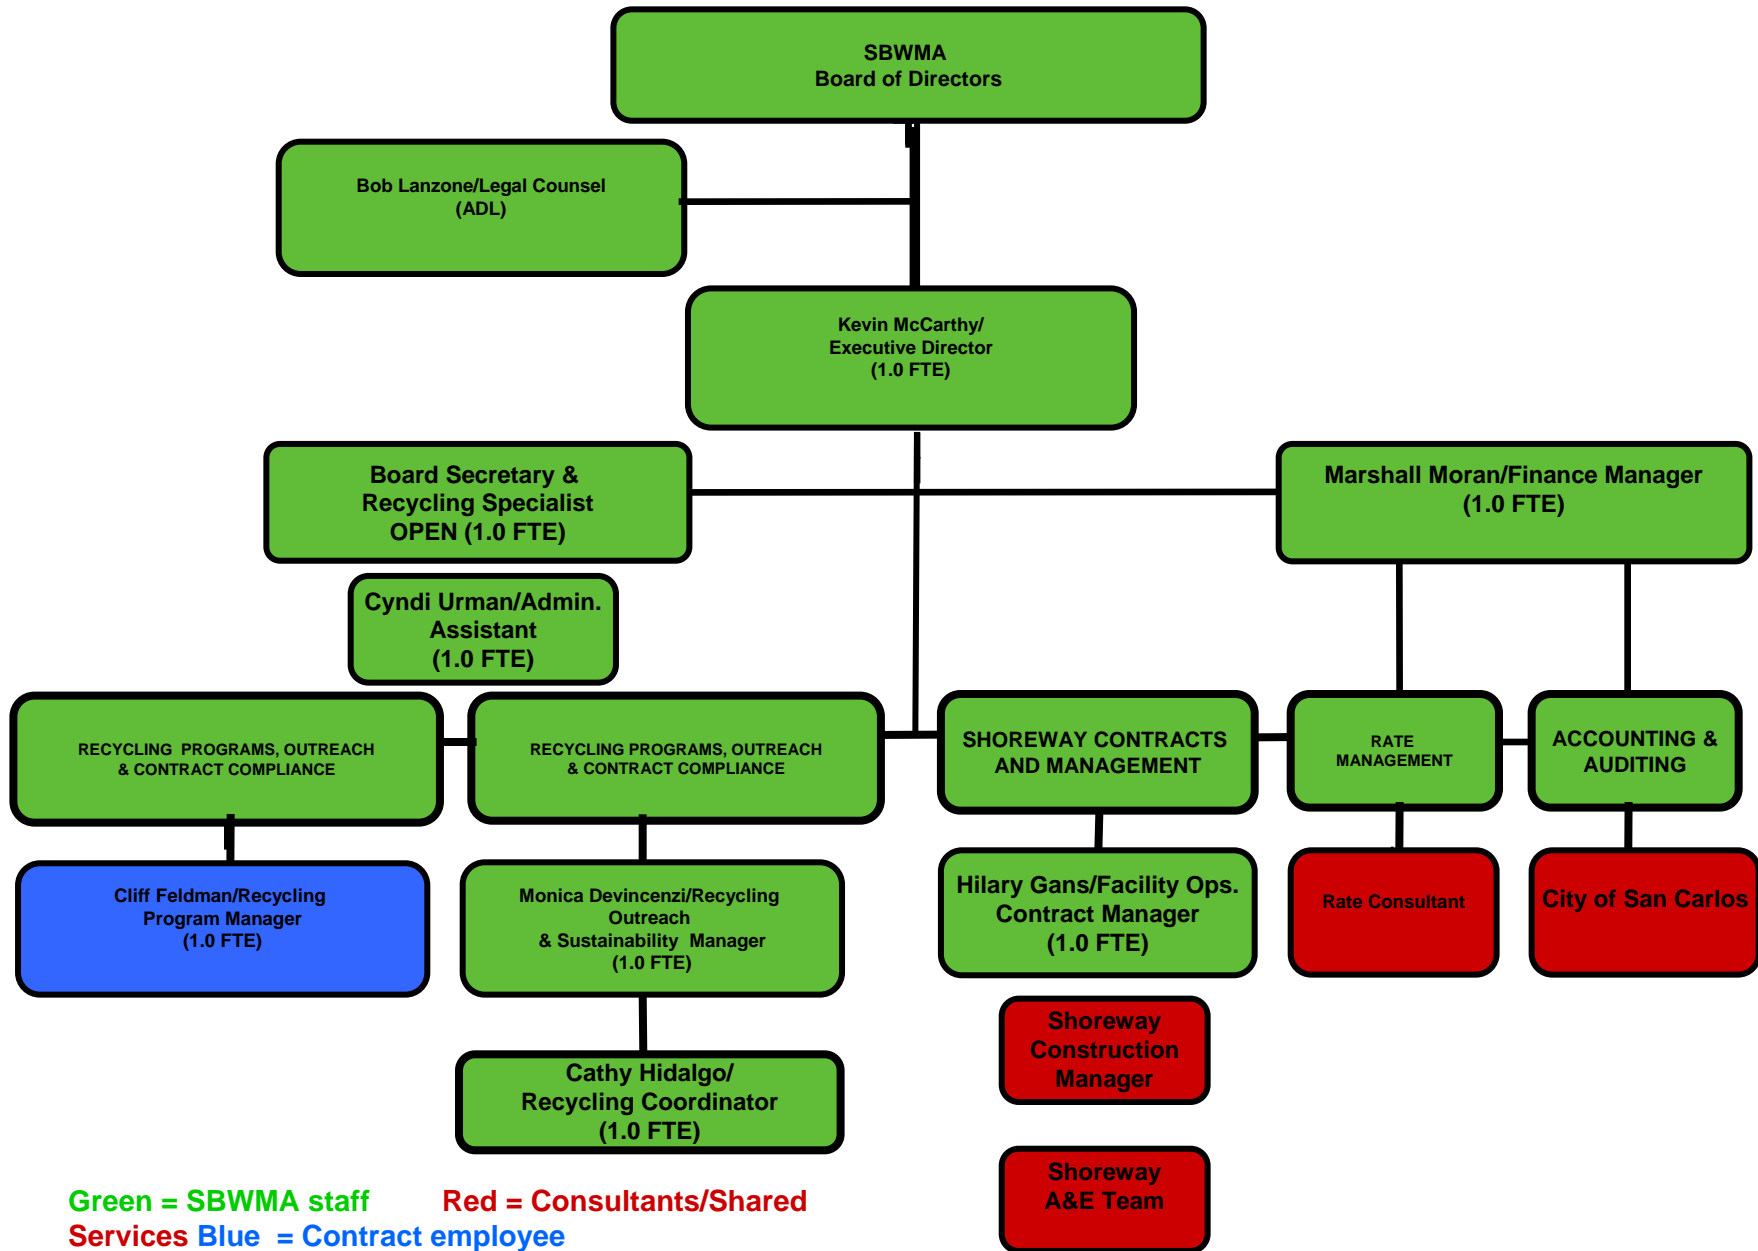 SBWMA
Board of Directors
Bob Lanzone/Legal Counsel
(ADL)
Kevin McCarthy/
Executive Director
(1.0 FTE)
Board Secretary &
Recycling Specialist
OPEN (1.0 FTE)
Marshall Moran/Finance Manager
(1.0 FTE)
Cyndi Urman/Admin.
Assistant
(1.0 FTE)
RECYCLING PROGRAMS, OUTREACH
& CONTRACT COMPLIANCE
RECYCLING PROGRAMS, OUTREACH
& CONTRACT COMPLIANCE
SHOREWAY CONTRACTS
AND MANAGEMENT
RATE
MANAGEMENT
ACCOUNTING &
AUDITING
Cliff Feldman/Recycling
Program Manager
(1.0 FTE)
Monica Devincenzi/Recycling
Outreach
& Sustainability Manager
(1.0 FTE)
Hilary Gans/Facility Ops.
Contract Manager
(1.0 FTE)
Rate Consultant
City of San Carlos
Shoreway
Construction
Manager
Cathy Hidalgo/
Recycling Coordinator
(1.0 FTE)
Shoreway
A&E Team
Green = SBWMA staff Red = Consultants/Shared
Services Blue = Contract employee